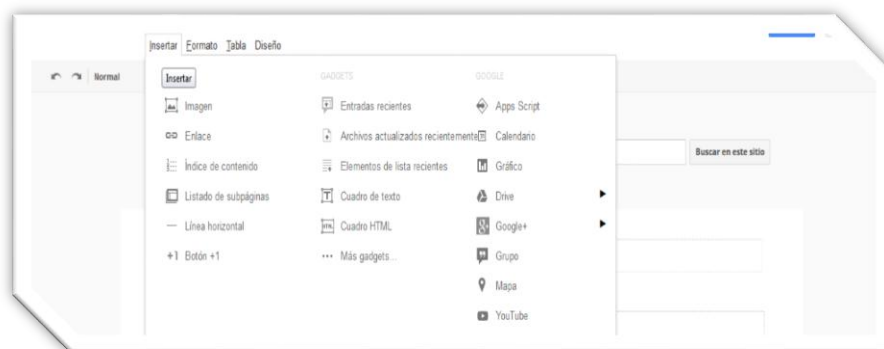 Insertar Formato Tabla Diseño
Normal
Insertar
Imagen
Enlace
Índice de contenido
Listado de subpáginas
Línea horizontal
+1 Botón +1
GADGETS
Entradas recientes
Archivos actualizados recientemente
Elementos de lista recientes
Cuadro de texto
HTML Cuadro HTML
Más gadgets...
GOOGLE
Apps Script
Calendario
Gráfico
Drive
Google+
Grupo
Mapa
YouTube
Buscar en este sitio